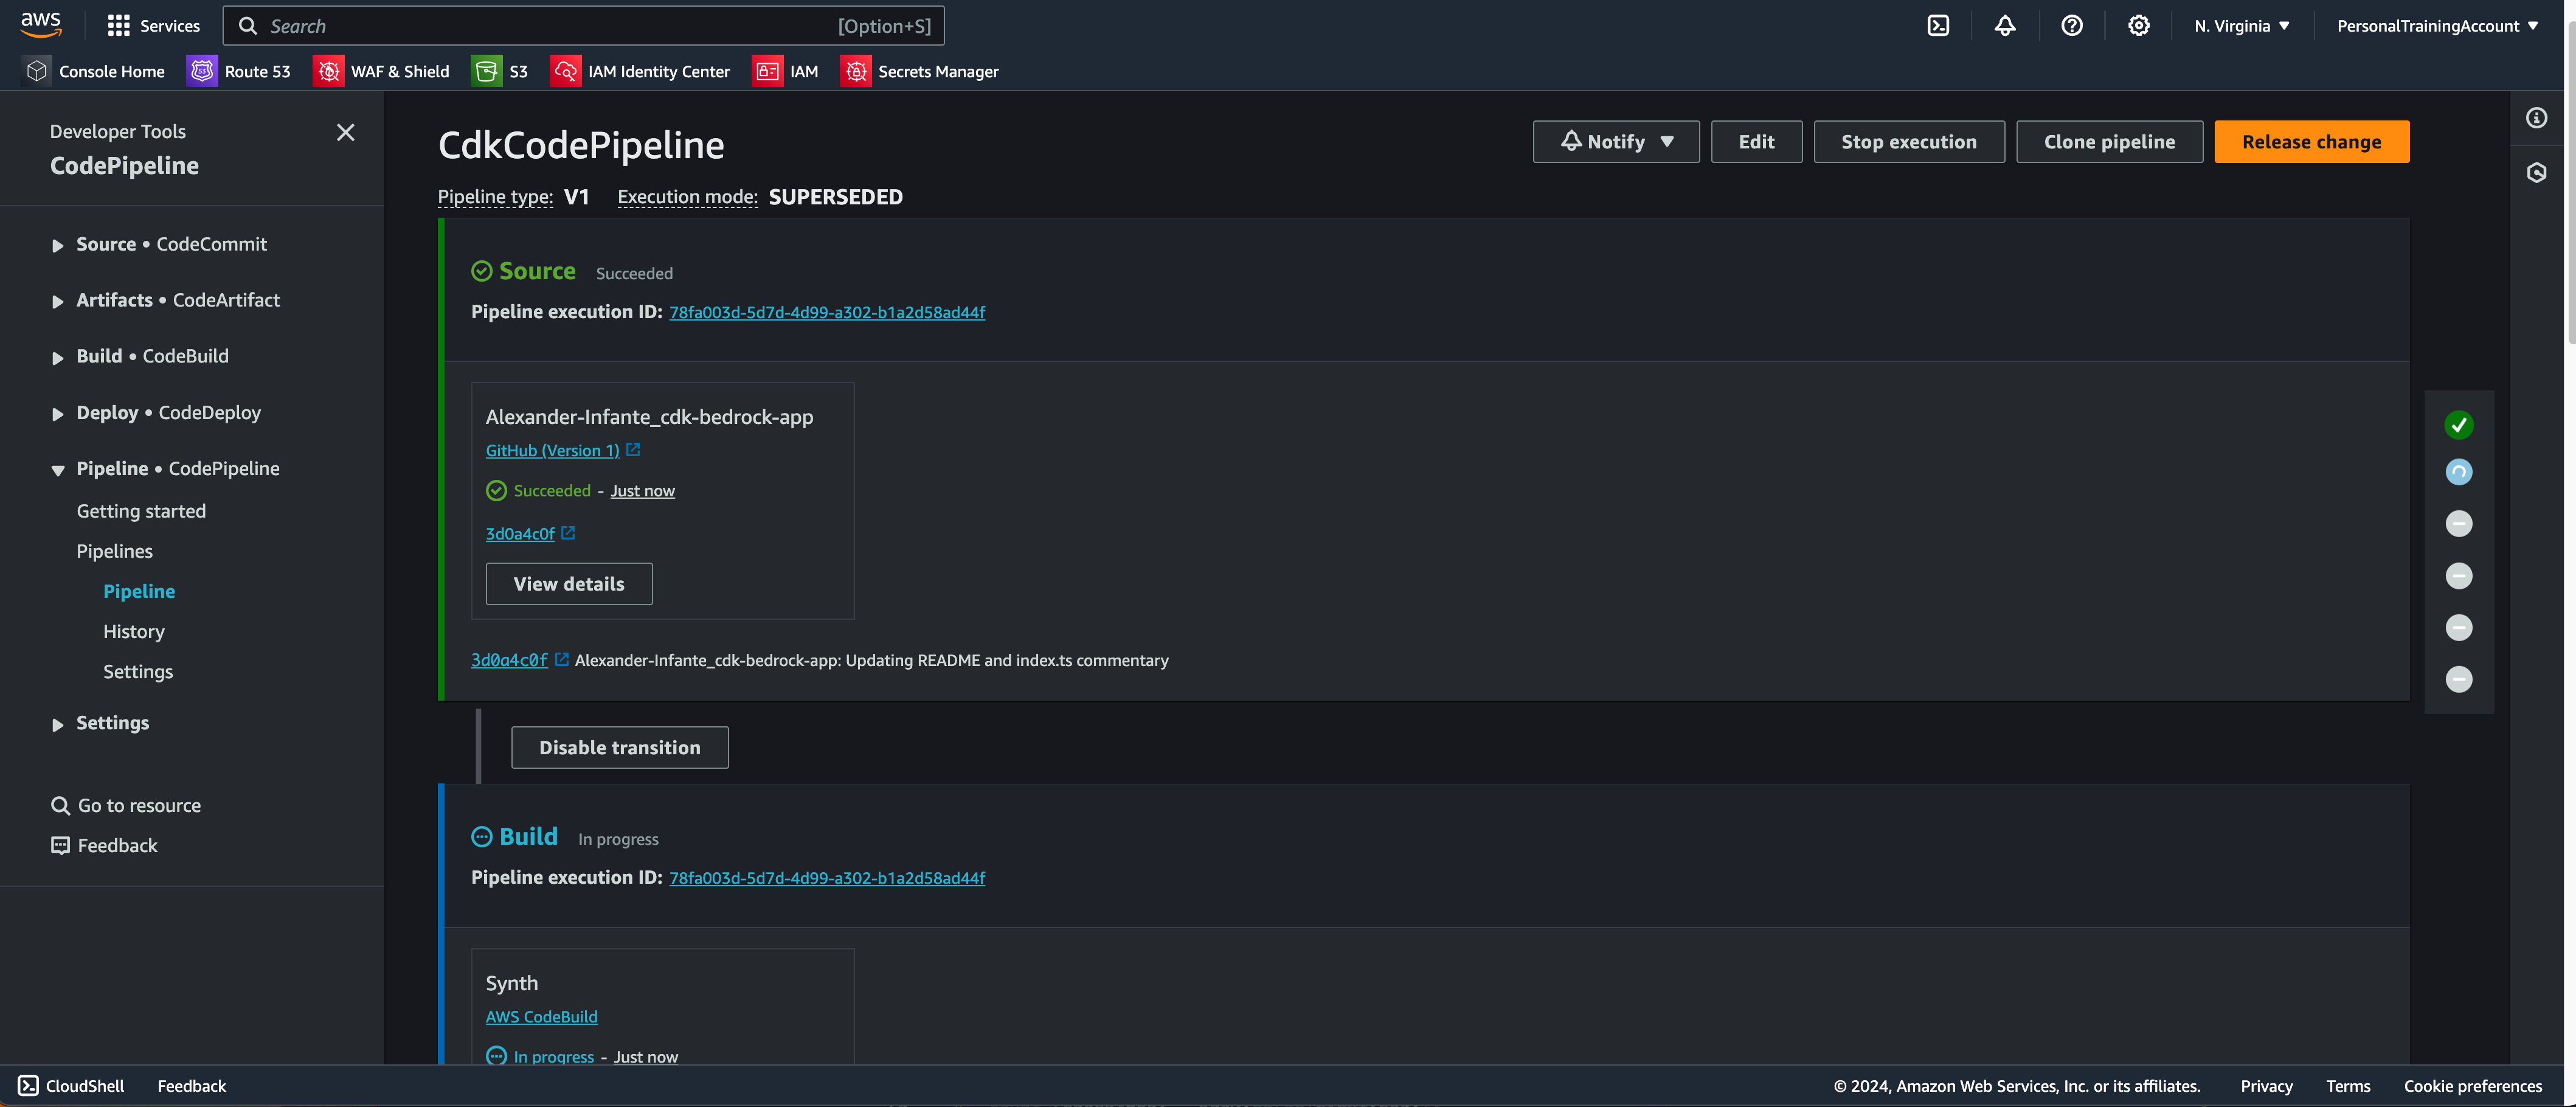 aws
Services
Search [Option+S]
N. Virginia
PersonalTrainingAccount
Console Home
Route 53
WAF & Shield
S3
IAM Identity Center
IAM
Secrets Manager
Developer Tools
CodePipeline
Source • CodeCommit
Artifacts • CodeArtifact
Build • CodeBuild
Deploy • CodeDeploy
Pipeline • CodePipeline
Getting started
Pipelines
Pipeline
History
Settings
Settings
Go to resource
Feedback
CdkCodePipeline
Notify
Edit
Stop execution
Clone pipeline
Release change
Pipeline type: V1 Execution mode: SUPERSEDED
Source Succeeded
Pipeline execution ID: 78fa003d-5d7d-4d99-a302-b1a2d58ad44f
Alexander-Infante_cdk-bedrock-app
GitHub (Version 1)
Succeeded - Just now
3d0a4c0f
View details
3d0a4c0f Alexander-Infante_cdk-bedrock-app: Updating README and index.ts commentary
Disable transition
Build In progress
Pipeline execution ID: 78fa003d-5d7d-4d99-a302-b1a2d58ad44f
Synth
AWS CodeBuild
In progress - Just now
CloudShell
Feedback
© 2024, Amazon Web Services, Inc. or its affiliates.
Privacy
Terms
Cookie preferences